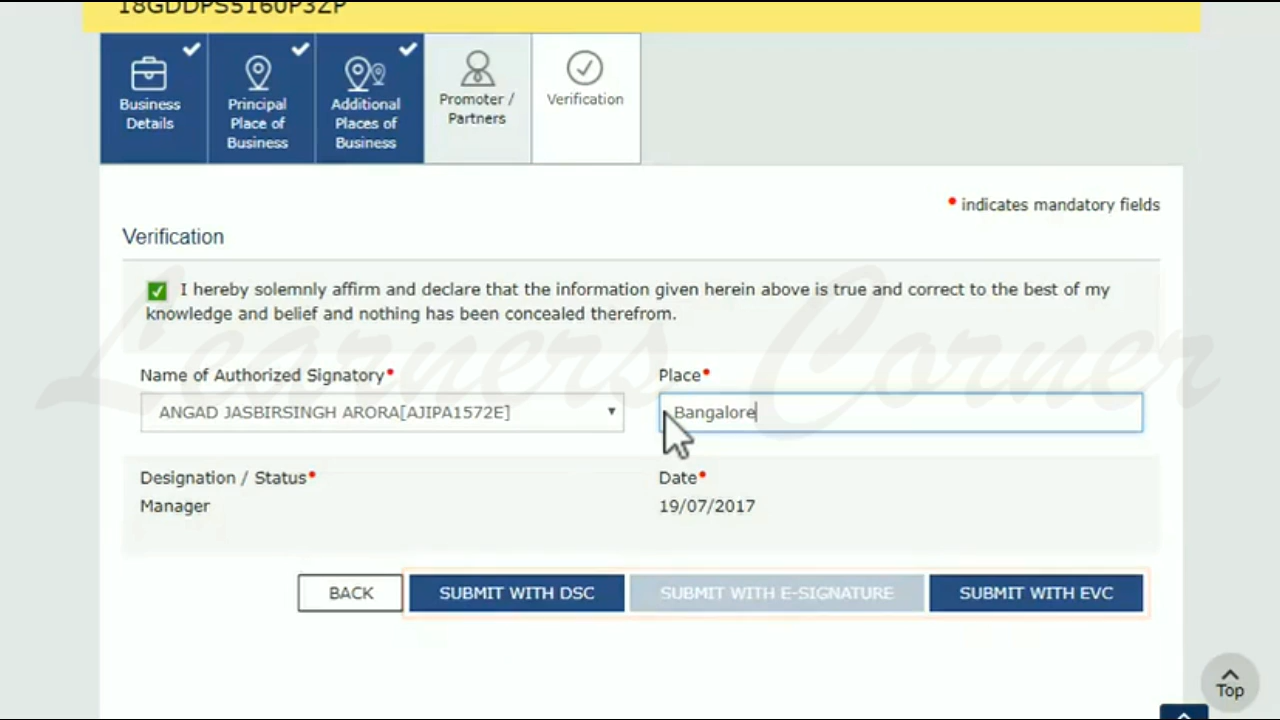 18GDDPS5160P3ZP
Business
Details
Principal
Place of
Business
Additional
Places of
Business
Promoter /
Partners
Verification
• indicates mandatory fields
Verification
I hereby solemnly affirm and declare that the information given herein above is true and correct to the best of my
knowledge and belief and nothing has been concealed therefrom.
Learners Corner
Name of Authorized Signatory• Place•
ANGAD JASBIRSINGH ARORA[AJIPA1572E] Bangalore
Designation / Status• Date•
Manager 19/07/2017
BACK SUBMIT WITH DSC SUBMIT WITH E-SIGNATURE SUBMIT WITH EVC
Top